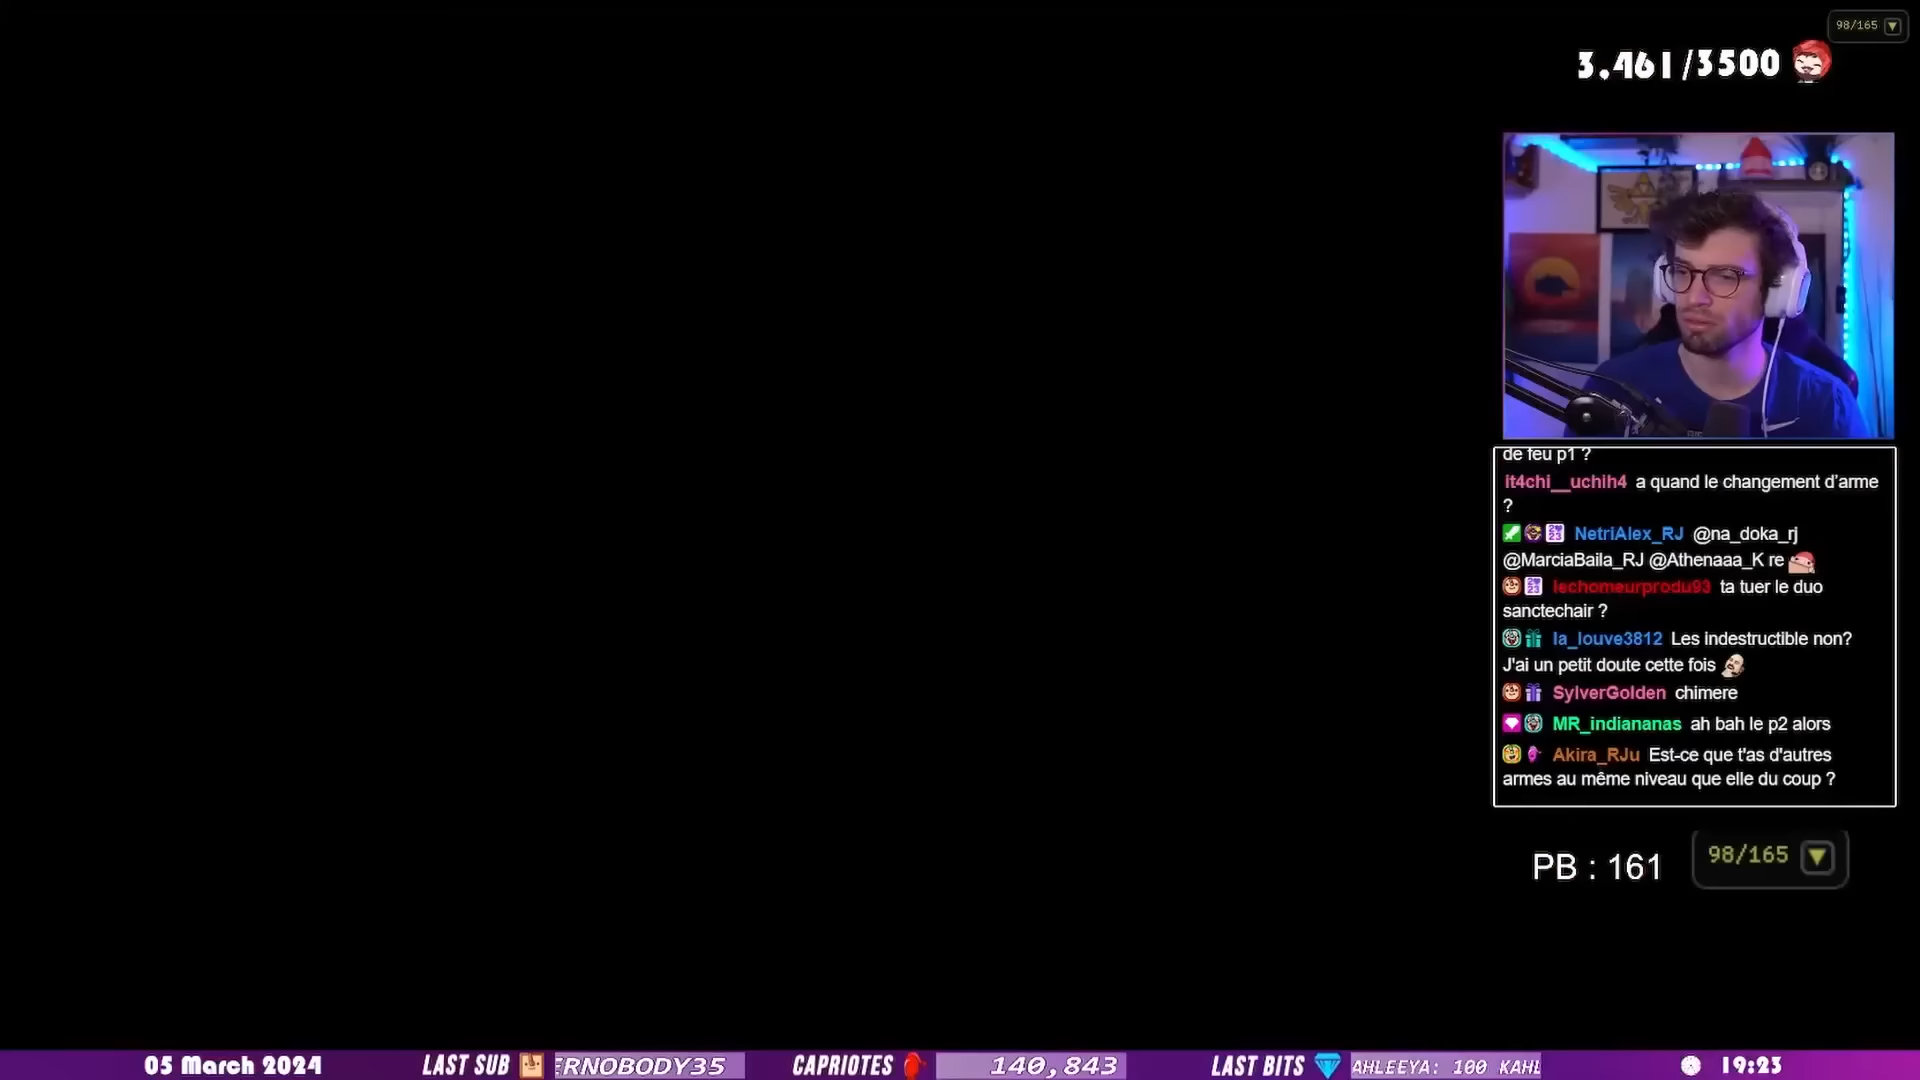 98/165
3.461/3500
de feu p1 ?
it4chi__uchih4 a quand le changement d'arme
?
NetriAlex_RJ @na_doka_rj
@MarciaBaila_RJ @Athenaaa_K re
lechomeurprodu93 ta tuer le duo
sanctechair ?
la_louve3812 Les indestructible non?
J'ai un petit doute cette fois
SylverGolden chimere
MR_indiananas ah bah le p2 alors
Akira_RJu Est-ce que t'as d'autres
armes au même niveau que elle du coup ?
PB : 161 98/165
05 March 2024 LAST SUB ERNOBODY35 CAPRIOTES 140,843 LAST BITS AHLEEYA: 100 KAHL 19:23